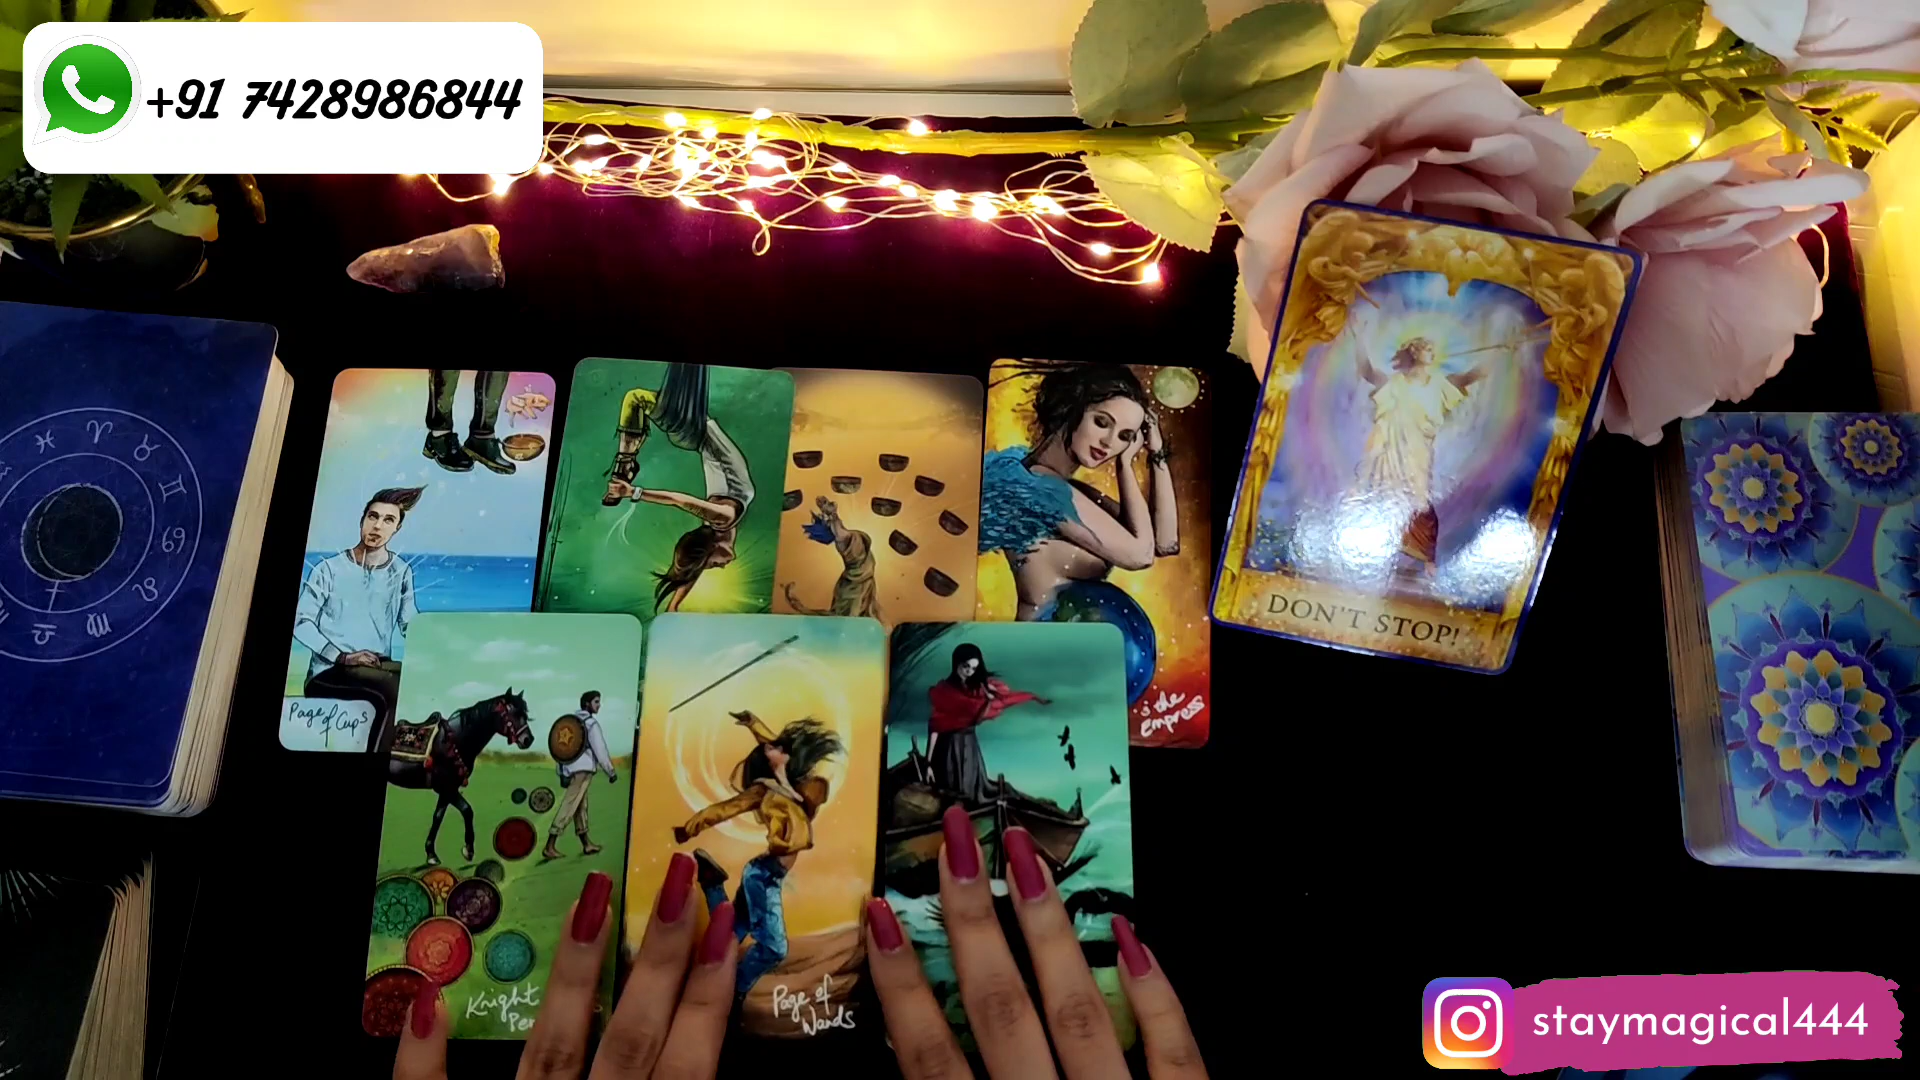 +91 7428986844
DON'T STOP!
Page of Cups
the
Empress
Knight
Page of
Wands
staymagical444